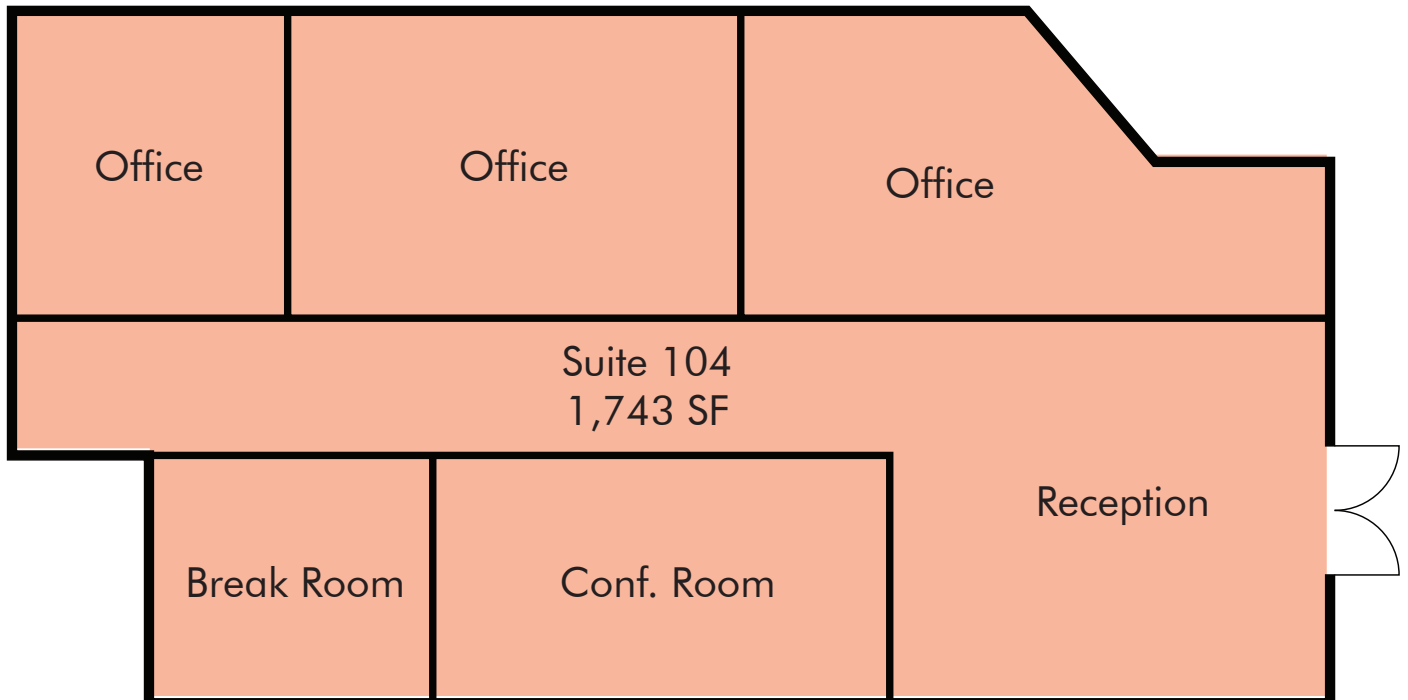 Office
Office
Office
Suite 104
1,743 SF
Reception
Break Room
Conf. Room